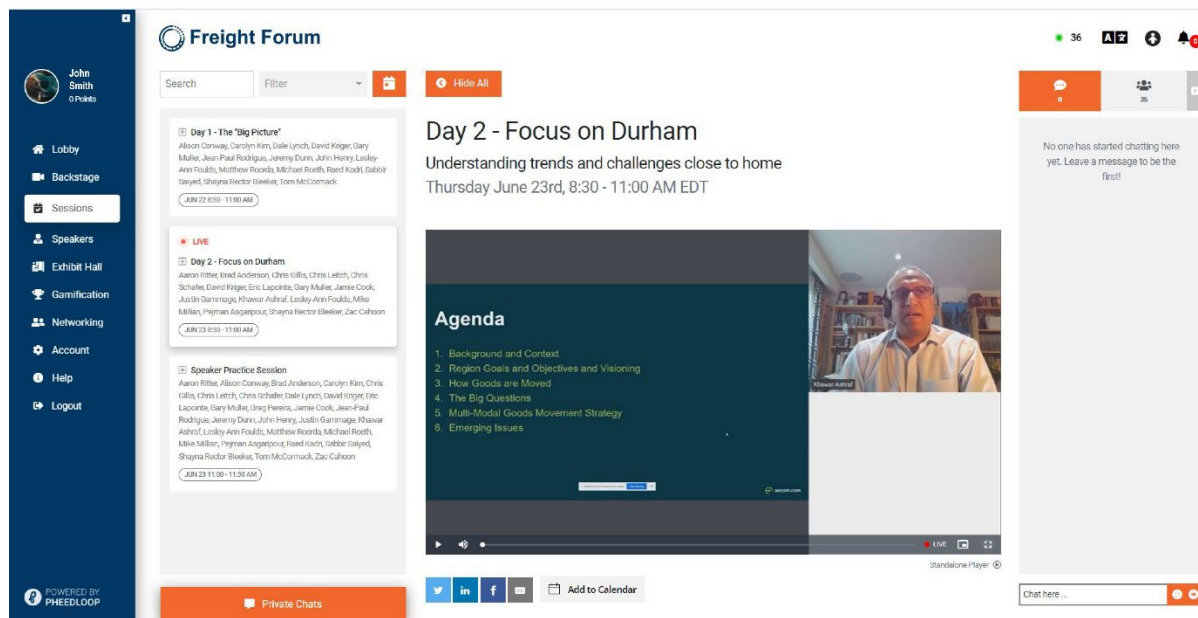 John
Smith
0 Points
Lobby
Backstage
Sessions
Speakers
Exhibit Hall
Gamification
Networking
Account
Help
Logout
POWERED BY
PHEEDLOOP
Freight Forum
36
0
Search
Filter
Day 1 - The "Big Picture"
Alison Conway, Carolyn Kim, Dale Lynch, David Kriger, Gary
Muller, Jean-Paul Rodrigue, Jeremy Dunn, John Henry, Lesley-
Ann Foulds, Matthew Roorda, Michael Roeth, Raed Kadri, Sabbir
Saiyed, Shayna Rector Bleeker, Tom McCormack
JUN 22 8:30 - 11:00 AM
LIVE
Day 2 - Focus on Durham
Aaron Ritter, Brad Anderson, Chris Gillis, Chris Leitch, Chris
Schafer, David Kriger, Eric Lapointe, Gary Muller, Jamie Cook,
Justin Gammage, Khawar Ashraf, Lesley-Ann Foulds, Mike
Millian, Pejman Asgaripour, Shayna Rector Bleeker, Zac Cahoon
JUN 23 8:30 - 11:00 AM
Speaker Practice Session
Aaron Ritter, Alison Conway, Brad Anderson, Carolyn Kim, Chris
Gillis, Chris Leitch, Chris Schafer, Dale Lynch, David Kriger, Eric
Lapointe, Gary Muller, Greg Pereira, Jamie Cook, Jean-Paul
Rodrigue, Jeremy Dunn, John Henry, Justin Gammage, Khawar
Ashraf, Lesley-Ann Foulds, Matthew Roorda, Michael Roeth,
Mike Millian, Pejman Asgaripour, Raed Kadri, Sabbir Saiyed,
Shayna Rector Bleeker, Tom McCormack, Zac Cahoon
JUN 23 11:00 - 11:30 AM
Private Chats
Hide All
Day 2 - Focus on Durham
Understanding trends and challenges close to home
Thursday June 23rd, 8:30 - 11:00 AM EDT
Agenda
1. Background and Context
2. Region Goals and Objectives and Visioning
3. How Goods are Moved
4. The Big Questions
5. Multi-Modal Goods Movement Strategy
6. Emerging Issues
aecom.com
Khawar Ashraf
LIVE
Standalone Player
Add to Calendar
0
35
No one has started chatting here
yet. Leave a message to be the
first!
Chat here ...